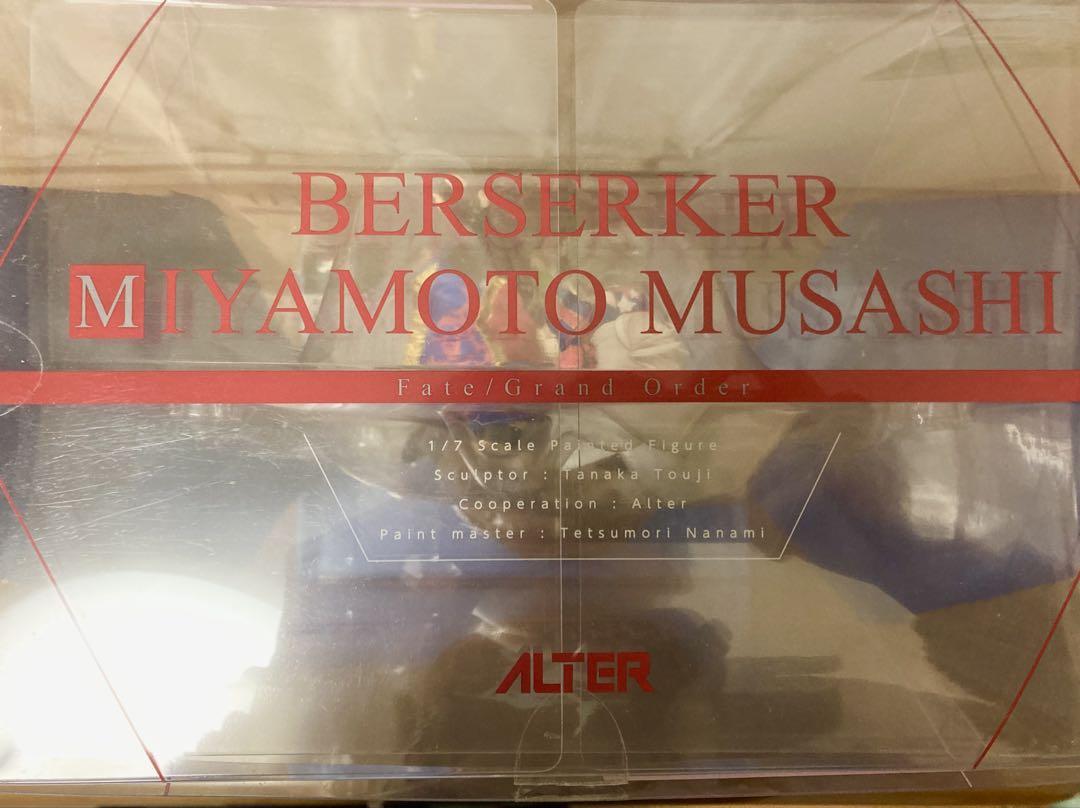 BERSERKER
MIYAMOTO MUSASHI
Fate/Grand Order
1/7 Scale Painted Figure
Sculptor : Tanaka Touji
Cooperation : Alter
Paint master : Tetsumori Nanami
ALTER